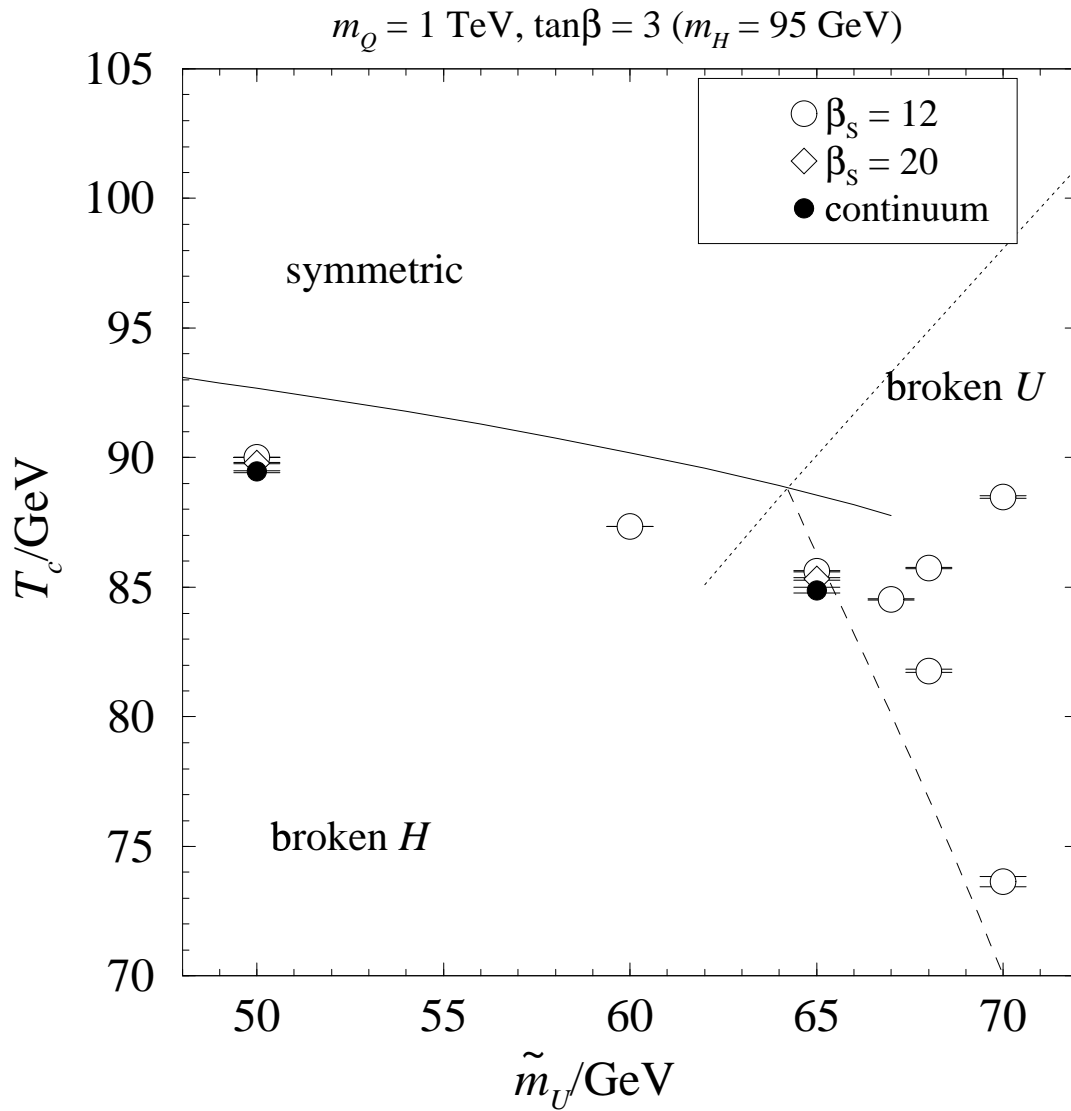 m_Q = 1 TeV, tanβ = 3 (m_H = 95 GeV)
105
100
95
90
85
80
75
70
T_c/GeV
β_S = 12
β_S = 20
continuum
symmetric
broken U
broken H
50 55 60 65 70
m̃_U/GeV